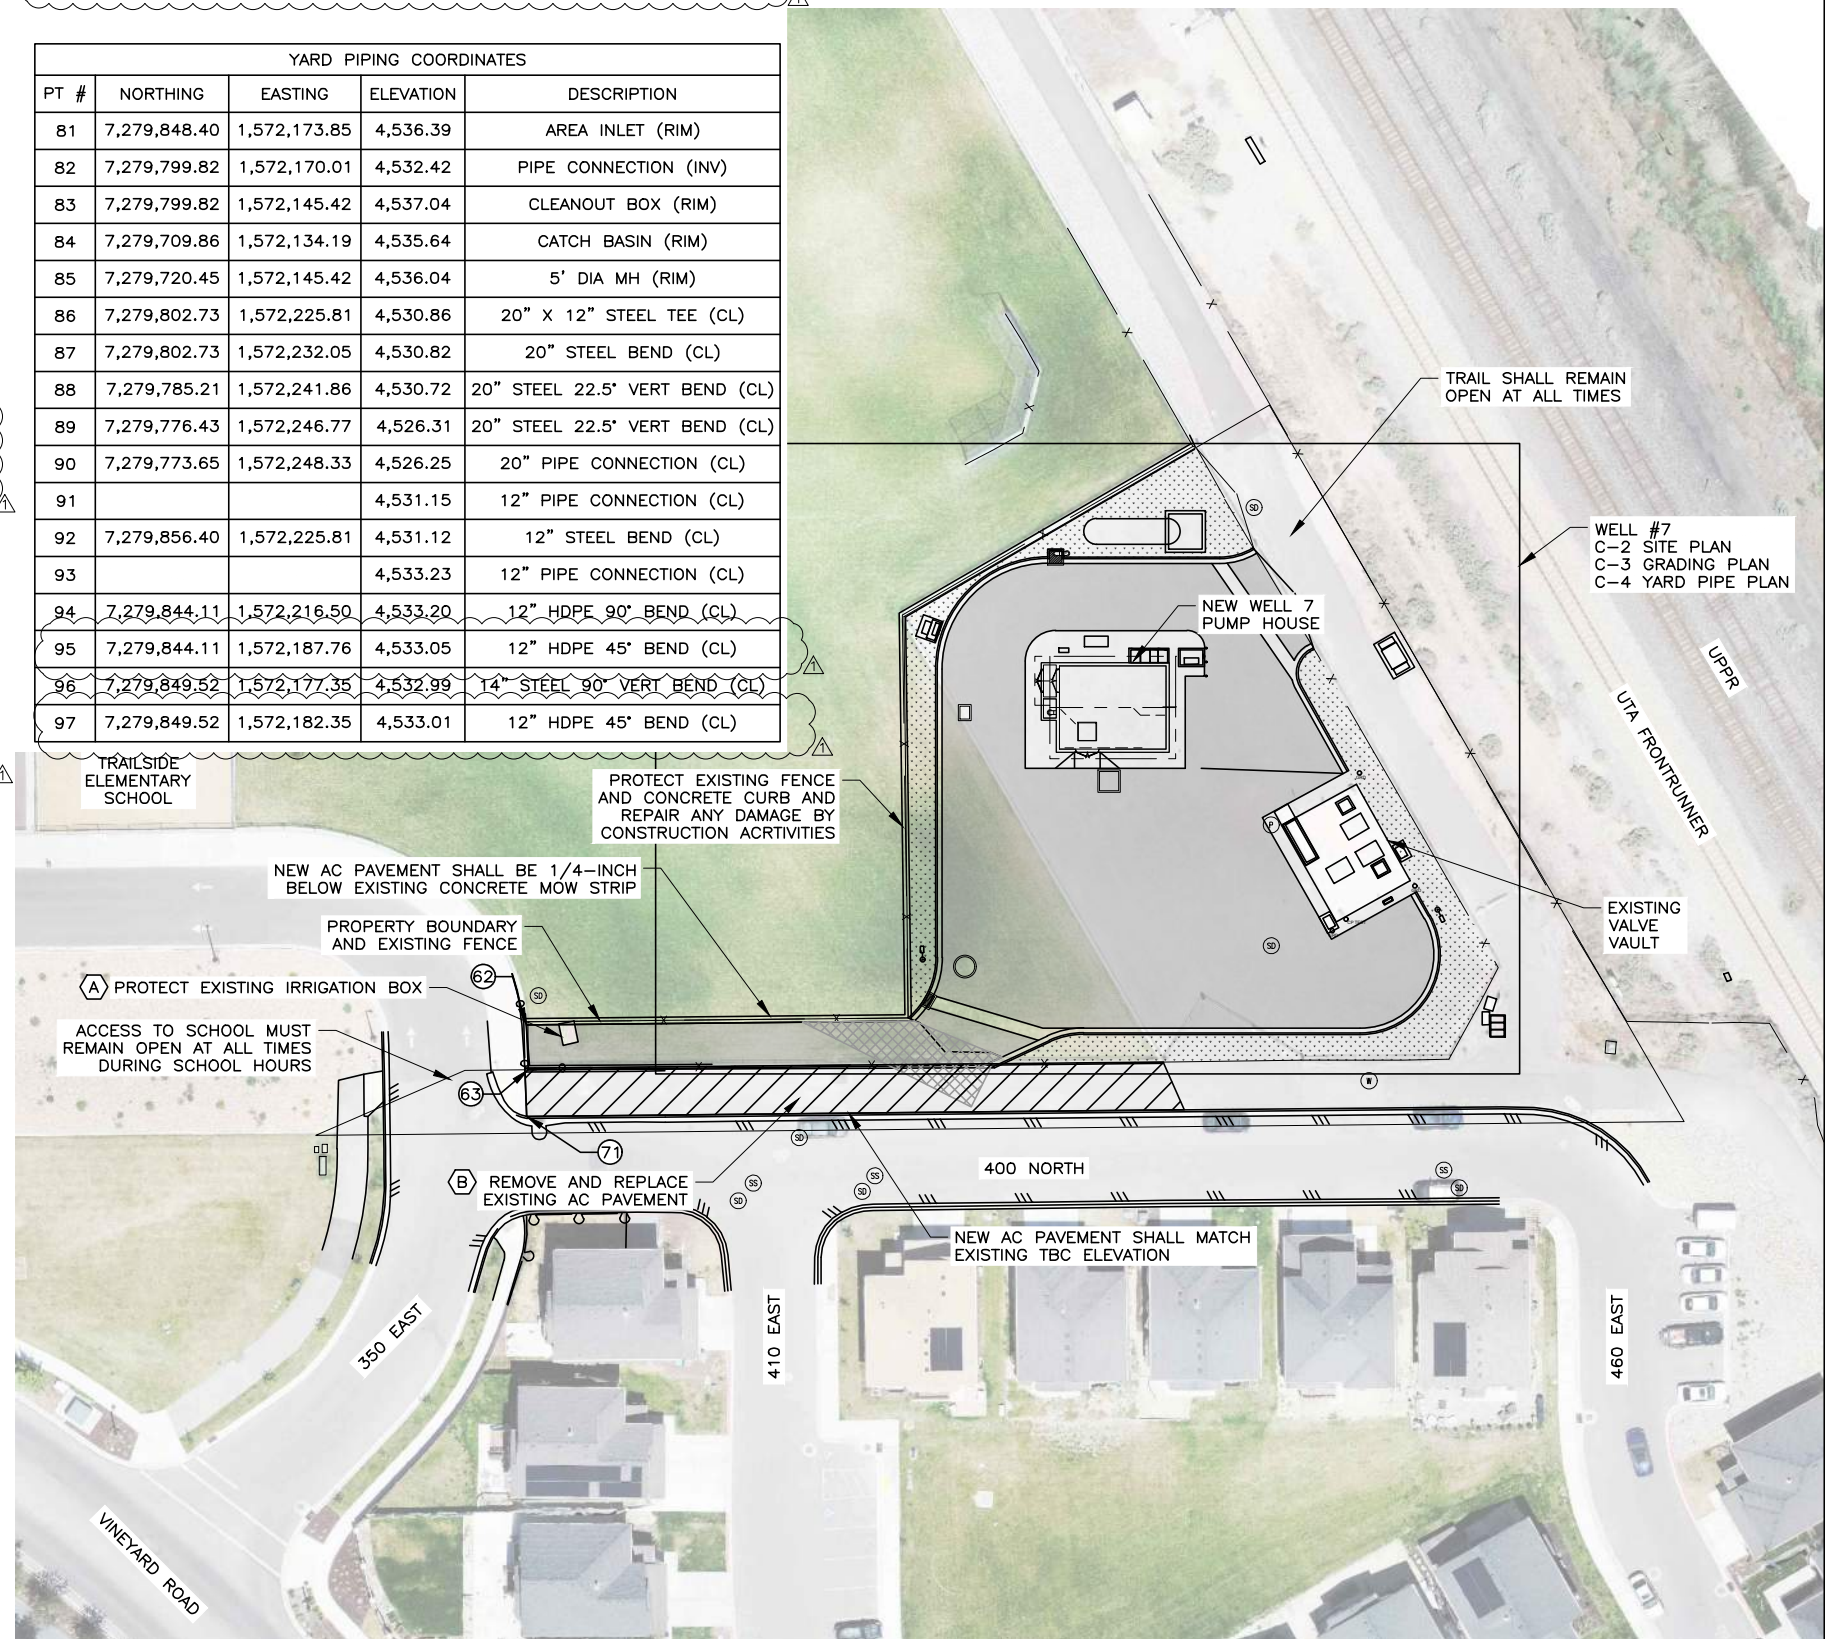 YARD PIPING COORDINATES
PT # NORTHING EASTING ELEVATION DESCRIPTION
81 7,279,848.40 1,572,173.85 4,536.39 AREA INLET (RIM)
82 7,279,799.82 1,572,170.01 4,532.42 PIPE CONNECTION (INV)
83 7,279,799.82 1,572,145.42 4,537.04 CLEANOUT BOX (RIM)
84 7,279,709.86 1,572,134.19 4,535.64 CATCH BASIN (RIM)
85 7,279,720.45 1,572,145.42 4,536.04 5' DIA MH (RIM)
86 7,279,802.73 1,572,225.81 4,530.86 20" X 12" STEEL TEE (CL)
87 7,279,802.73 1,572,232.05 4,530.82 20" STEEL BEND (CL)
88 7,279,785.21 1,572,241.86 4,530.72 20" STEEL 22.5° VERT BEND (CL)
89 7,279,776.43 1,572,246.77 4,526.31 20" STEEL 22.5° VERT BEND (CL)
90 7,279,773.65 1,572,248.33 4,526.25 20" PIPE CONNECTION (CL)
91 4,531.15 12" PIPE CONNECTION (CL)
92 7,279,856.40 1,572,225.81 4,531.12 12" STEEL BEND (CL)
93 4,533.23 12" PIPE CONNECTION (CL)
94 7,279,844.11 1,572,216.50 4,533.20 12" HDPE 90° BEND (CL)
95 7,279,844.11 1,572,187.76 4,533.05 12" HDPE 45° BEND (CL)
96 7,279,849.52 1,572,177.35 4,532.99 14" STEEL 90° VERT BEND (CL)
97 7,279,849.52 1,572,182.35 4,533.01 12" HDPE 45° BEND (CL)
1
1
1
1
1
TRAIL SHALL REMAIN
OPEN AT ALL TIMES
SD
WELL #7
C-2 SITE PLAN
C-3 GRADING PLAN
C-4 YARD PIPE PLAN
NEW WELL 7
PUMP HOUSE
UPPR
UTA FRONTRUNNER
TRAILSIDE
ELEMENTARY
SCHOOL
PROTECT EXISTING FENCE
AND CONCRETE CURB AND
REPAIR ANY DAMAGE BY
CONSTRUCTION ACRTIVITIES
P
NEW AC PAVEMENT SHALL BE 1/4-INCH
BELOW EXISTING CONCRETE MOW STRIP
PROPERTY BOUNDARY
AND EXISTING FENCE
EXISTING
VALVE
VAULT
SD
62
A PROTECT EXISTING IRRIGATION BOX
SD
ACCESS TO SCHOOL MUST
REMAIN OPEN AT ALL TIMES
DURING SCHOOL HOURS
63
W
SD
71
400 NORTH
B REMOVE AND REPLACE
EXISTING AC PAVEMENT
SS
SD
SS
SD
SS
SD
NEW AC PAVEMENT SHALL MATCH
EXISTING TBC ELEVATION
350 EAST
410 EAST
460 EAST
VINEYARD ROAD